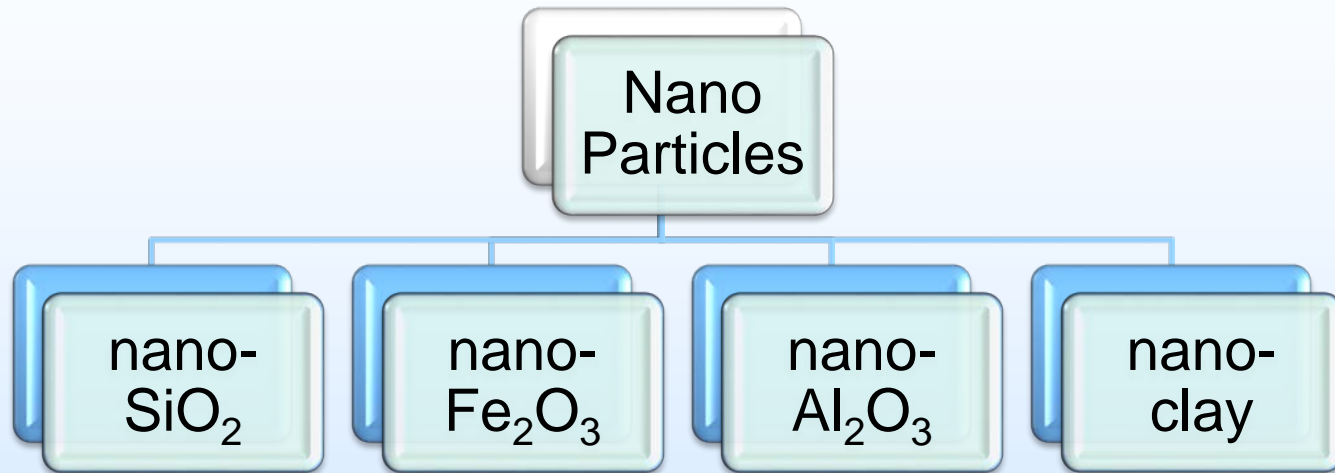 Nano
Particles
nano-
SiO₂
nano-
Fe₂O₃
nano-
Al₂O₃
nano-
clay